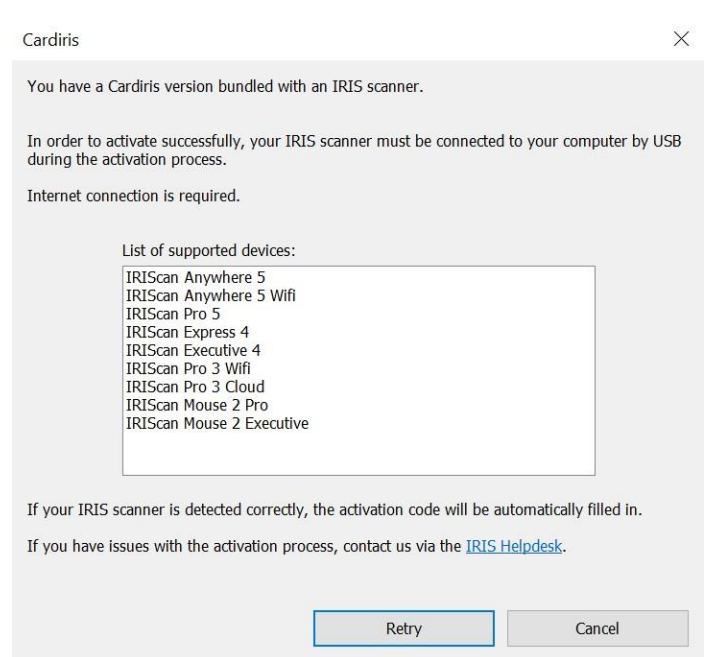 Cardiris
You have a Cardiris version bundled with an IRIS scanner.
In order to activate successfully, your IRIS scanner must be connected to your computer by USB
during the activation process.
Internet connection is required.
List of supported devices:
IRIScan Anywhere 5
IRIScan Anywhere 5 Wifi
IRIScan Pro 5
IRIScan Express 4
IRIScan Executive 4
IRIScan Pro 3 Wifi
IRIScan Pro 3 Cloud
IRIScan Mouse 2 Pro
IRIScan Mouse 2 Executive
If your IRIS scanner is detected correctly, the activation code will be automatically filled in.
If you have issues with the activation process, contact us via the IRIS Helpdesk.
Retry Cancel